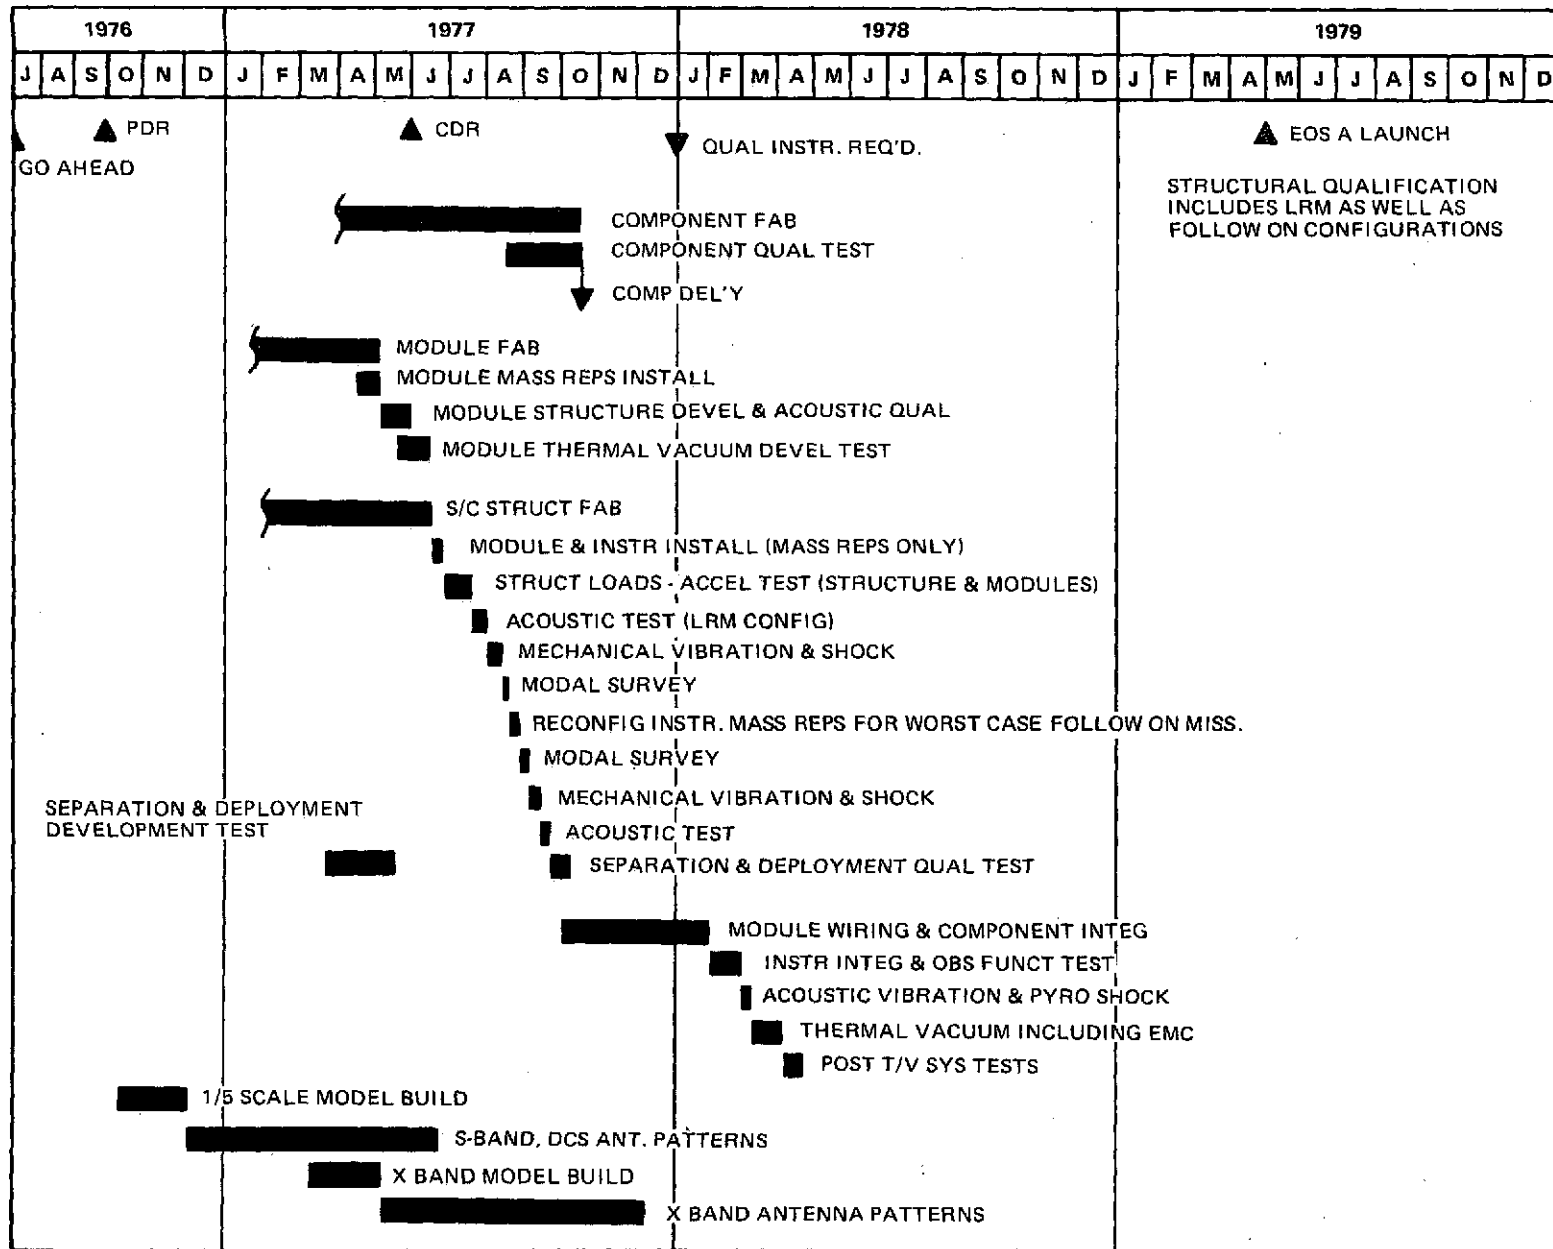 1976 1977 1978 1979
J A S O N D J F M A M J J A S O N D J F M A M J J A S O N D J F M A M J J A S O N D
PDR CDR QUAL INSTR. REQ'D. EOS A LAUNCH
GO AHEAD
STRUCTURAL QUALIFICATION
INCLUDES LRM AS WELL AS
FOLLOW ON CONFIGURATIONS
COMPONENT FAB
COMPONENT QUAL TEST
COMP DEL'Y
MODULE FAB
MODULE MASS REPS INSTALL
MODULE STRUCTURE DEVEL & ACOUSTIC QUAL
MODULE THERMAL VACUUM DEVEL TEST
S/C STRUCT FAB
MODULE & INSTR INSTALL (MASS REPS ONLY)
STRUCT LOADS - ACCEL TEST (STRUCTURE & MODULES)
ACOUSTIC TEST (LRM CONFIG)
MECHANICAL VIBRATION & SHOCK
MODAL SURVEY
RECONFIG INSTR. MASS REPS FOR WORST CASE FOLLOW ON MISS.
MODAL SURVEY
MECHANICAL VIBRATION & SHOCK
SEPARATION & DEPLOYMENT
DEVELOPMENT TEST
ACOUSTIC TEST
SEPARATION & DEPLOYMENT QUAL TEST
MODULE WIRING & COMPONENT INTEG
INSTR INTEG & OBS FUNCT TEST
ACOUSTIC VIBRATION & PYRO SHOCK
THERMAL VACUUM INCLUDING EMC
POST T/V SYS TESTS
1/5 SCALE MODEL BUILD
S-BAND, DCS ANT. PATTERNS
X BAND MODEL BUILD
X BAND ANTENNA PATTERNS